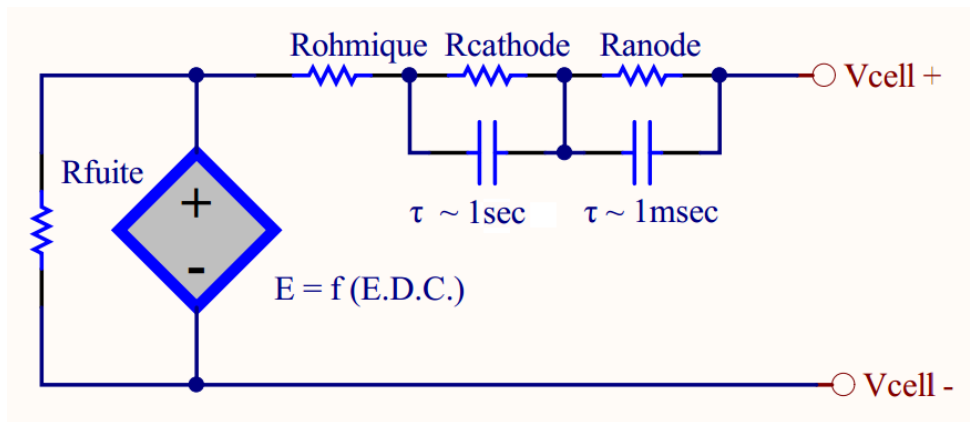 Rohmique Rcathode Ranode
Vcell +
Rfuite
+
-
τ ~ 1sec τ ~ 1msec
E = f (E.D.C.)
Vcell -